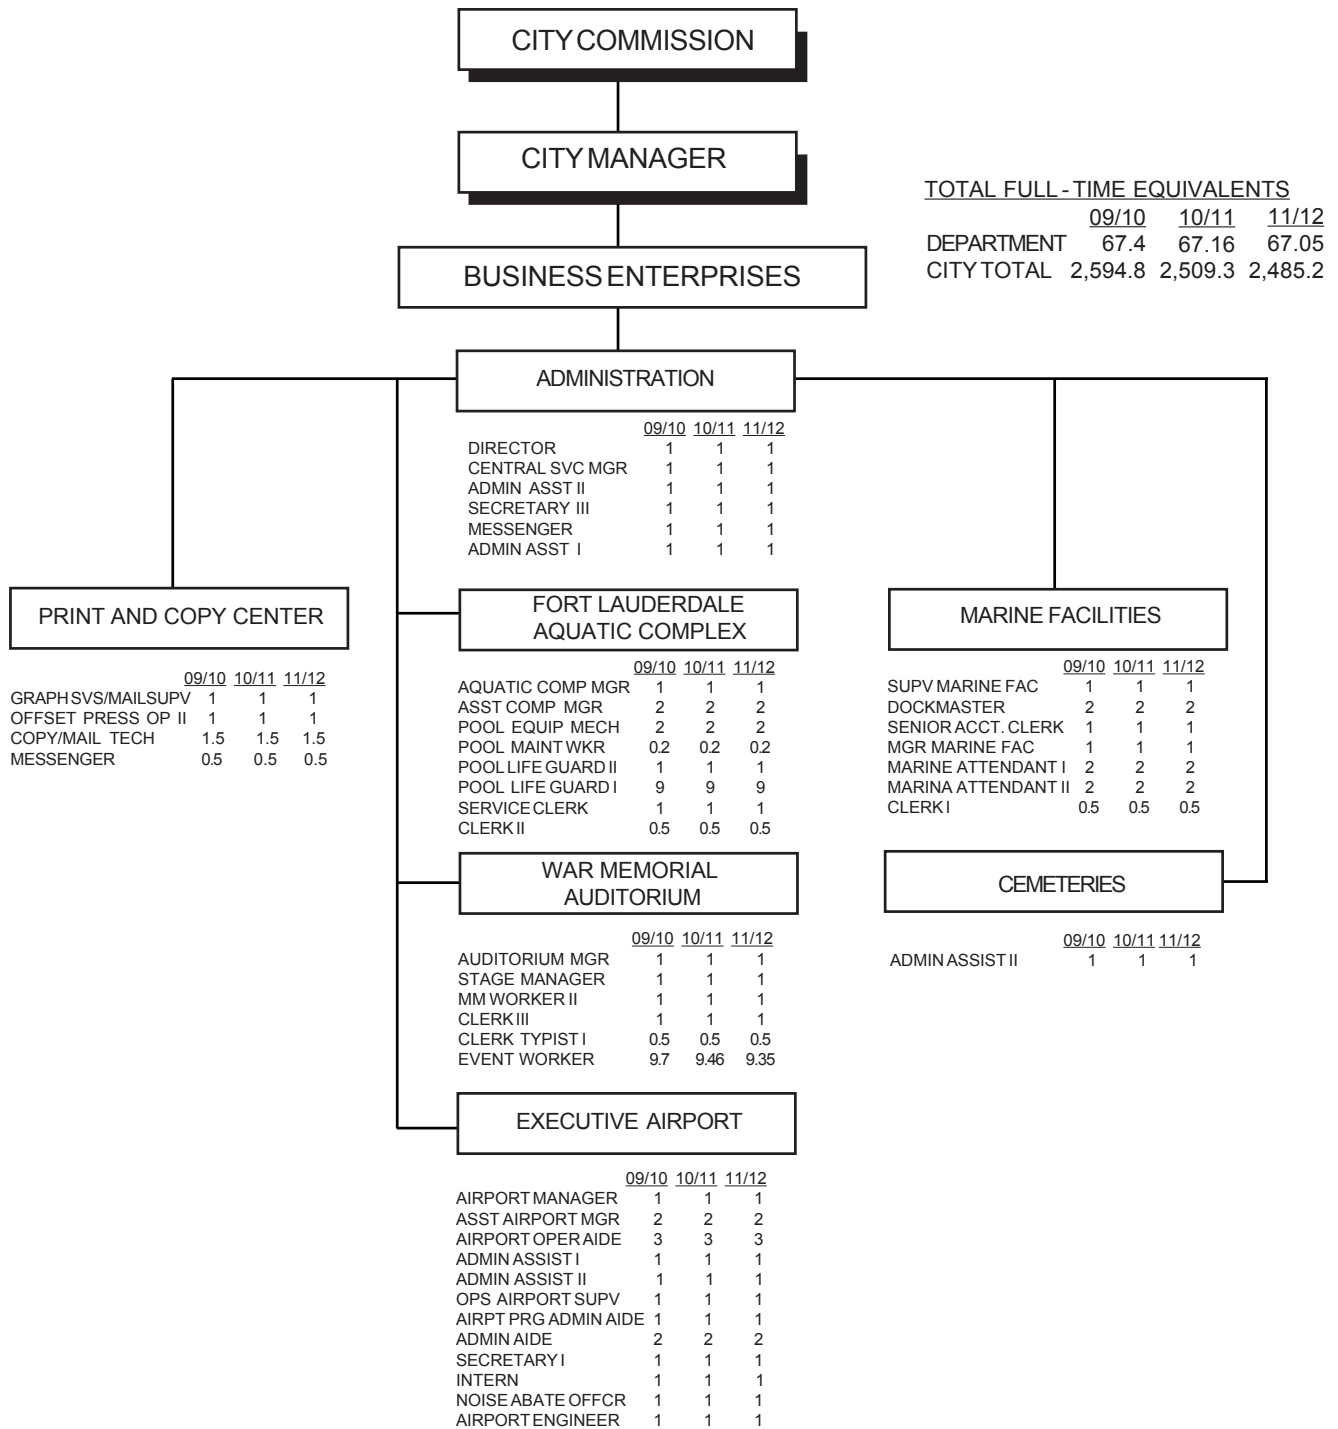 CITY COMMISSION
CITY MANAGER
TOTAL FULL - TIME EQUIVALENTS
09/10 10/11 11/12
DEPARTMENT 67.4 67.16 67.05
CITY TOTAL 2,594.8 2,509.3 2,485.2
BUSINESS ENTERPRISES
ADMINISTRATION
09/10 10/11 11/12
DIRECTOR 1 1 1
CENTRAL SVC MGR 1 1 1
ADMIN ASST II 1 1 1
SECRETARY III 1 1 1
MESSENGER 1 1 1
ADMIN ASST I 1 1 1
PRINT AND COPY CENTER
09/10 10/11 11/12
GRAPH SVS/MAIL SUPV 1 1 1
OFFSET PRESS OP II 1 1 1
COPY/MAIL TECH 1.5 1.5 1.5
MESSENGER 0.5 0.5 0.5
FORT LAUDERDALE
AQUATIC COMPLEX
09/10 10/11 11/12
AQUATIC COMP MGR 1 1 1
ASST COMP MGR 2 2 2
POOL EQUIP MECH 2 2 2
POOL MAINT WKR 0.2 0.2 0.2
POOL LIFE GUARD II 1 1 1
POOL LIFE GUARD I 9 9 9
SERVICE CLERK 1 1 1
CLERK II 0.5 0.5 0.5
MARINE FACILITIES
09/10 10/11 11/12
SUPV MARINE FAC 1 1 1
DOCKMASTER 2 2 2
SENIOR ACCT. CLERK 1 1 1
MGR MARINE FAC 1 1 1
MARINE ATTENDANT I 2 2 2
MARINA ATTENDANT II 2 2 2
CLERK I 0.5 0.5 0.5
WAR MEMORIAL
AUDITORIUM
09/10 10/11 11/12
AUDITORIUM MGR 1 1 1
STAGE MANAGER 1 1 1
MM WORKER II 1 1 1
CLERK III 1 1 1
CLERK TYPIST I 0.5 0.5 0.5
EVENT WORKER 9.7 9.46 9.35
CEMETERIES
09/10 10/11 11/12
ADMIN ASSIST II 1 1 1
EXECUTIVE AIRPORT
09/10 10/11 11/12
AIRPORT MANAGER 1 1 1
ASST AIRPORT MGR 2 2 2
AIRPORT OPER AIDE 3 3 3
ADMIN ASSIST I 1 1 1
ADMIN ASSIST II 1 1 1
OPS AIRPORT SUPV 1 1 1
AIRPT PRG ADMIN AIDE 1 1 1
ADMIN AIDE 2 2 2
SECRETARY I 1 1 1
INTERN 1 1 1
NOISE ABATE OFFCR 1 1 1
AIRPORT ENGINEER 1 1 1